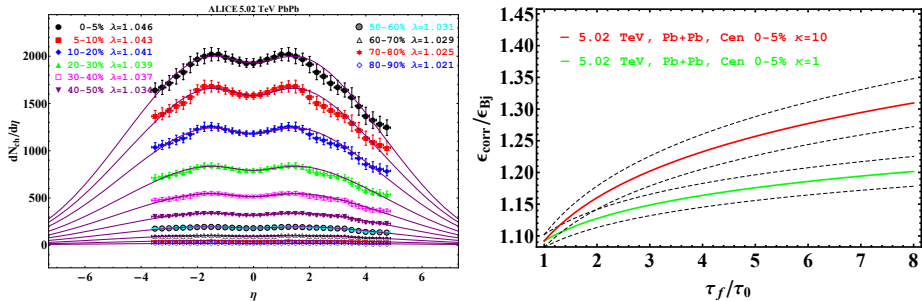 ALICE 5.02 TeV PbPb
0-5% λ=1.046
5-10% λ=1.043
10-20% λ=1.041
20-30% λ=1.039
30-40% λ=1.037
40-50% λ=1.034
50-60% λ=1.031
60-70% λ=1.029
70-80% λ=1.025
80-90% λ=1.021
dNch/dη
2000
1500
1000
500
0
−6 −4 −2 0 2 4 6
η
5.02 TeV, Pb+Pb, Cen 0-5% κ=10
5.02 TeV, Pb+Pb, Cen 0-5% κ=1
ϵcorr/ϵBj
1.45
1.40
1.35
1.30
1.25
1.20
1.15
1.10
1 2 3 4 5 6 7 8
τf/τ0